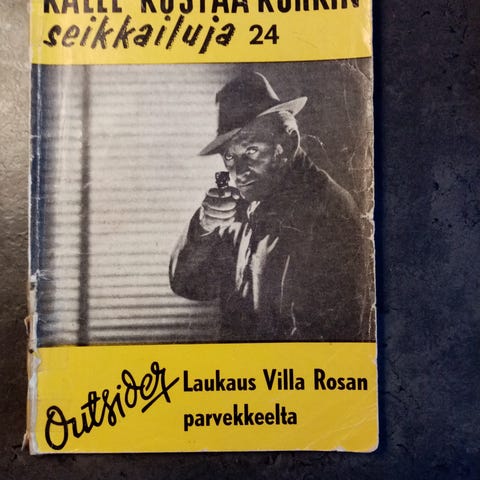 KALLE-KUSTAA KORKIN
seikkailuja 24
Outsider
Laukaus Villa Rosan
parvekkeelta